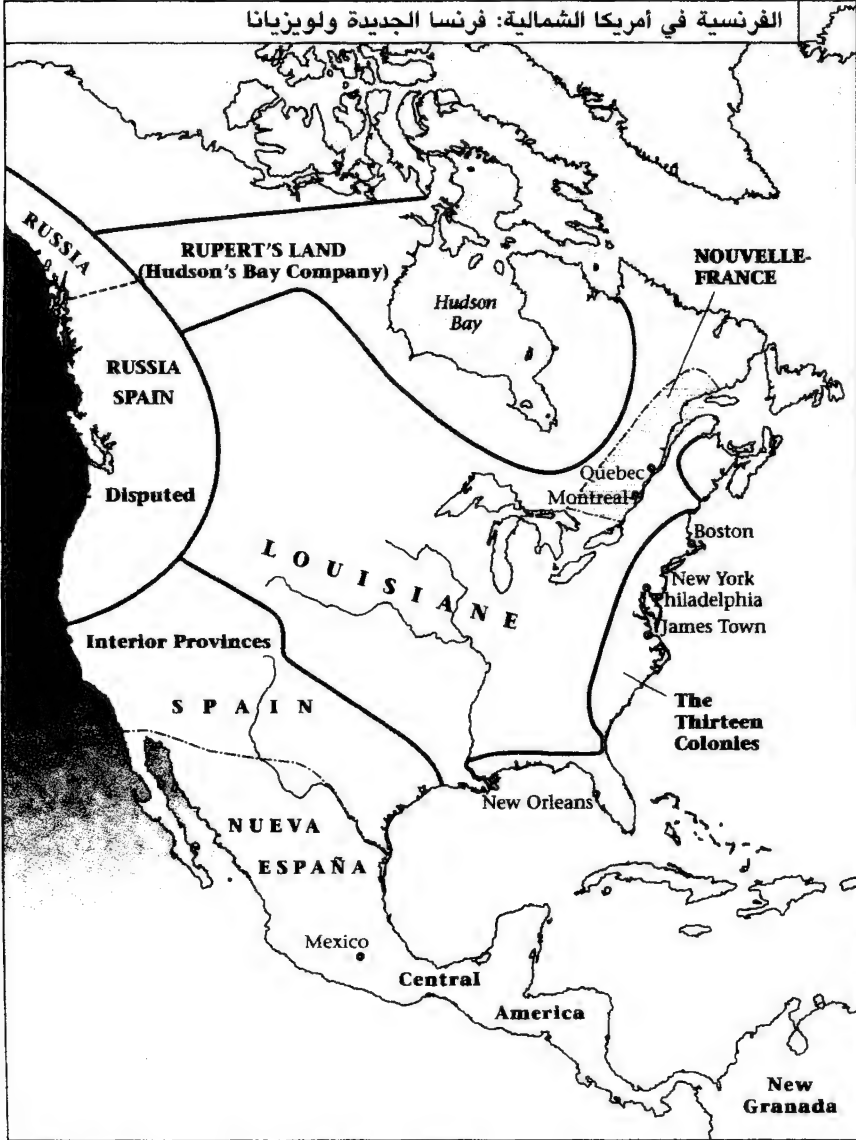 الفرنسية في أمريكا الشمالية: فرنسا الجديدة ولويزيانا
RUSSIA
RUPERT'S LAND
(Hudson's Bay Company)
NOUVELLE-
FRANCE
Hudson
Bay
RUSSIA
SPAIN
Disputed
Quebec
Montreal
Boston
LOUISIANE
New York
Philadelphia
James Town
Interior Provinces
SPAIN
The
Thirteen
Colonies
New Orleans
NUEVA
ESPAÑA
Mexico
Central
America
New
Granada